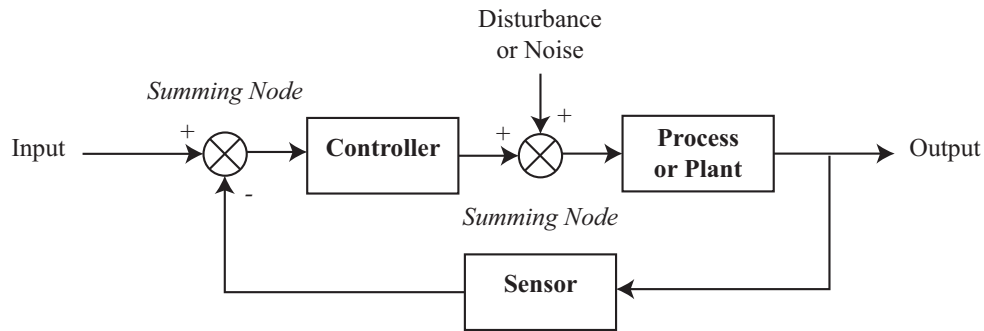 Disturbance
or Noise
Summing Node
+
+
+
Input
Controller
Process
or Plant
Output
-
Summing Node
Sensor